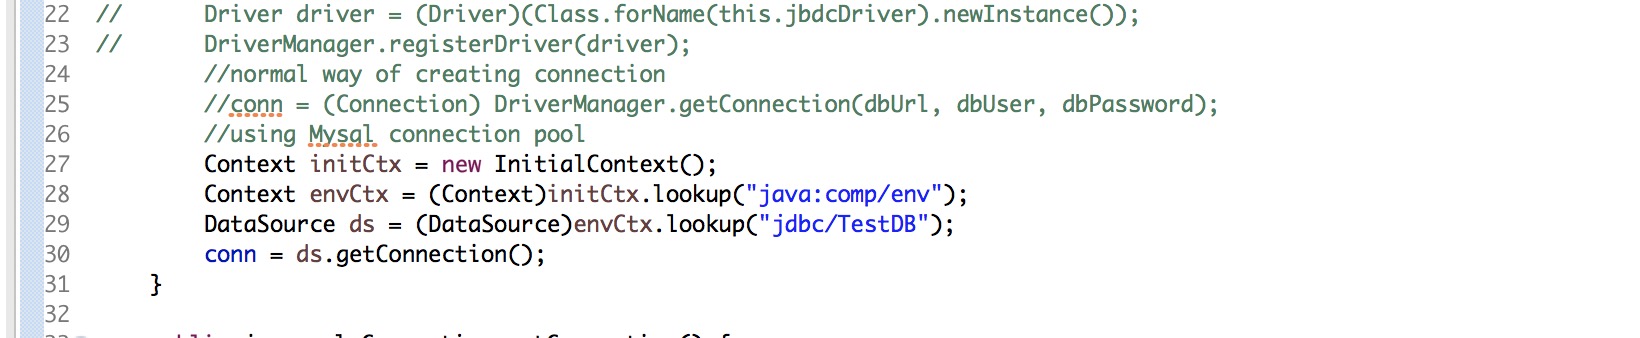 22 //      Driver driver = (Driver)(Class.forName(this.jbdcDriver).newInstance());
23 //      DriverManager.registerDriver(driver);
24         //normal way of creating connection
25         //conn = (Connection) DriverManager.getConnection(dbUrl, dbUser, dbPassword);
26         //using Mysql connection pool
27         Context initCtx = new InitialContext();
28         Context envCtx = (Context)initCtx.lookup("java:comp/env");
29         DataSource ds = (DataSource)envCtx.lookup("jdbc/TestDB");
30         conn = ds.getConnection();
31     }
32